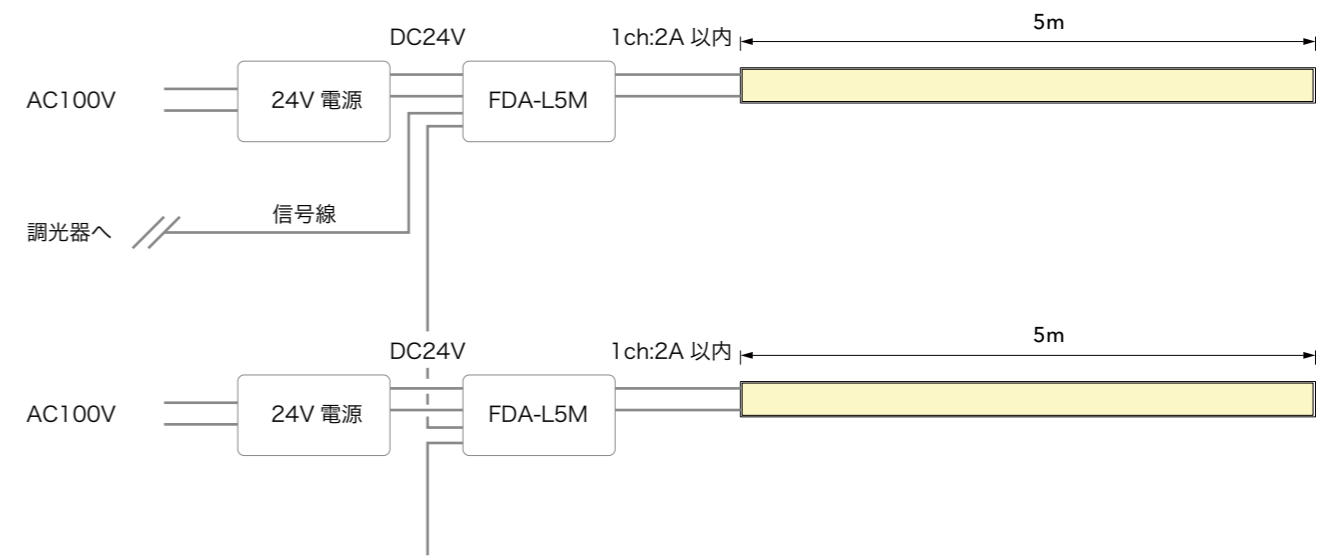 5m
DC24V
1ch:2A 以内
AC100V
24V 電源
FDA-L5M
信号線
調光器へ
5m
DC24V
1ch:2A 以内
AC100V
24V 電源
FDA-L5M